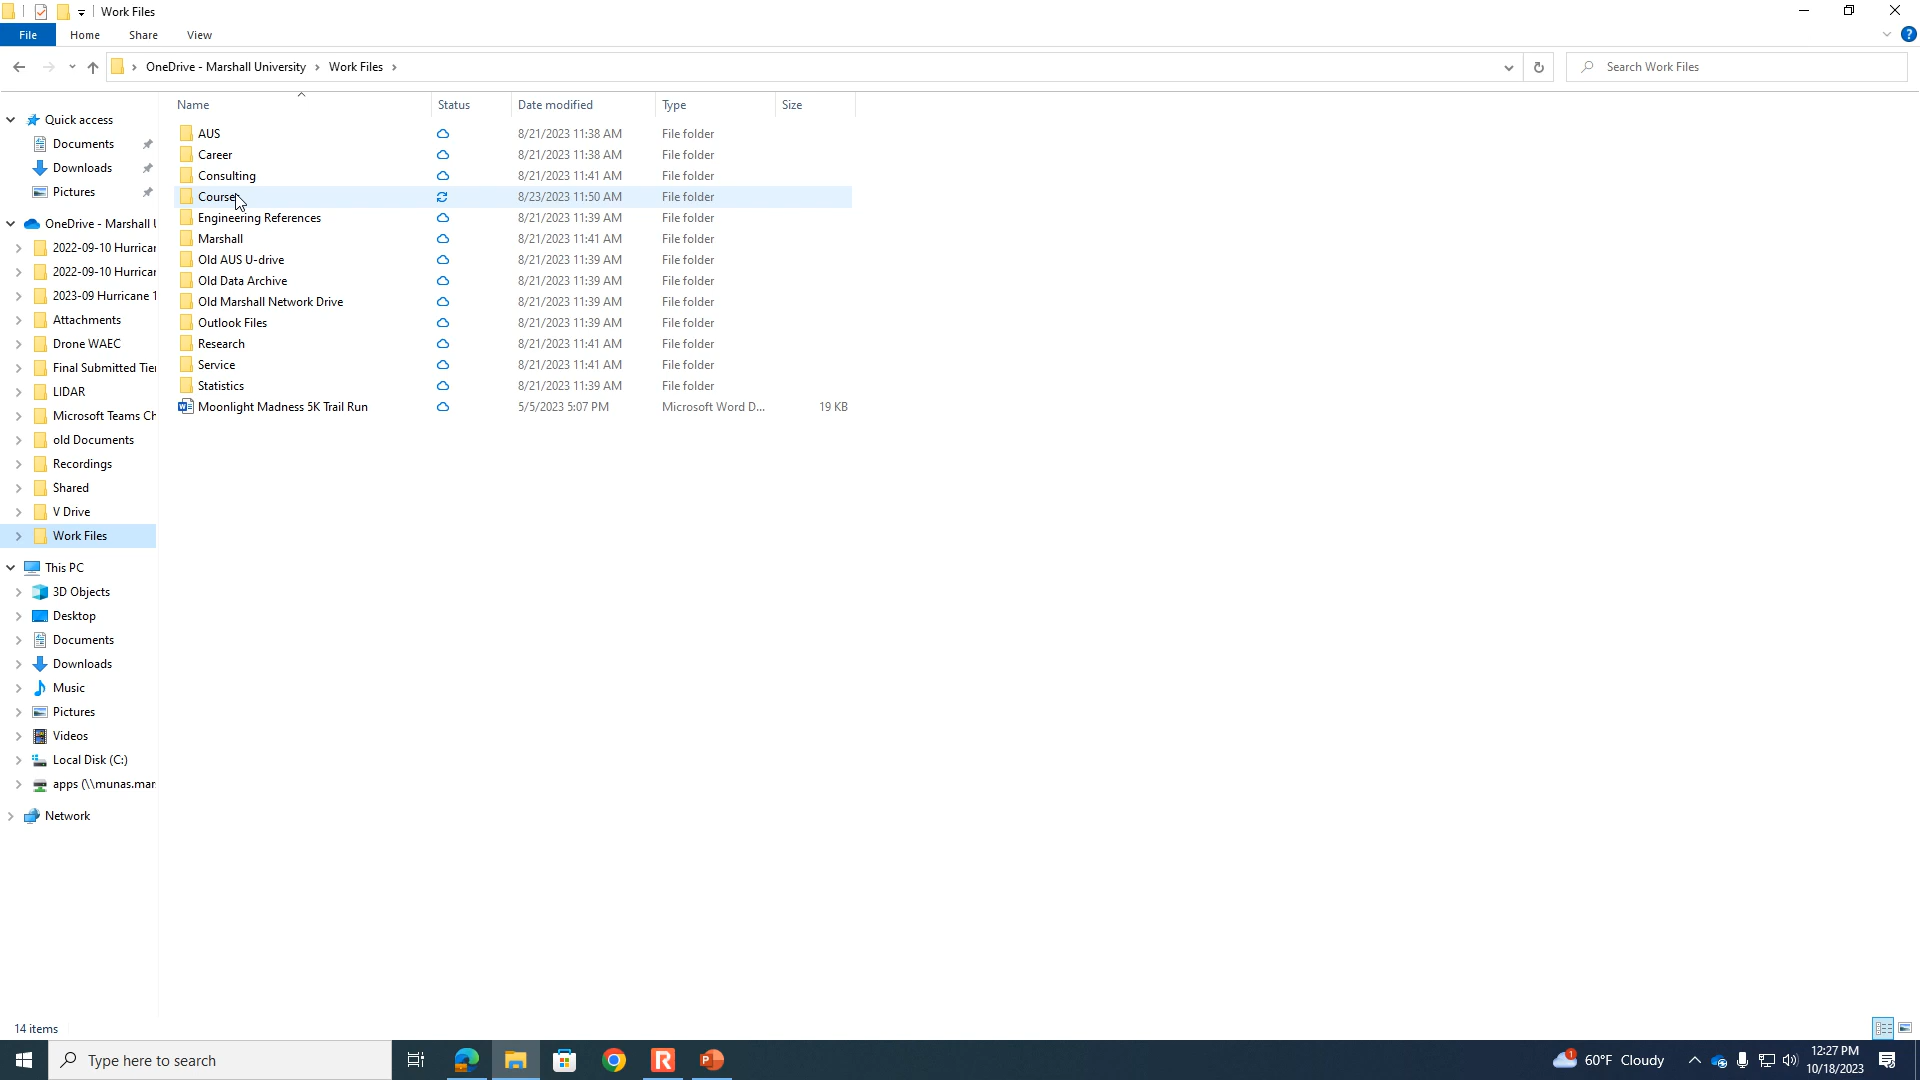 Work Files
File Home Share View
OneDrive - Marshall University Work Files
Search Work Files
Name Status Date modified Type Size
AUS 8/21/2023 11:38 AM File folder
Career 8/21/2023 11:38 AM File folder
Consulting 8/21/2023 11:41 AM File folder
Courses 8/23/2023 11:50 AM File folder
Engineering References 8/21/2023 11:39 AM File folder
Marshall 8/21/2023 11:41 AM File folder
Old AUS U-drive 8/21/2023 11:39 AM File folder
Old Data Archive 8/21/2023 11:39 AM File folder
Old Marshall Network Drive 8/21/2023 11:39 AM File folder
Outlook Files 8/21/2023 11:39 AM File folder
Research 8/21/2023 11:41 AM File folder
Service 8/21/2023 11:41 AM File folder
Statistics 8/21/2023 11:39 AM File folder
Moonlight Madness 5K Trail Run 5/5/2023 5:07 PM Microsoft Word D... 19 KB
Quick access
Documents
Downloads
Pictures
OneDrive - Marshall U
2022-09-10 Hurricar
2022-09-10 Hurricar
2023-09 Hurricane 1
Attachments
Drone WAEC
Final Submitted Tier
LIDAR
Microsoft Teams Ch
old Documents
Recordings
Shared
V Drive
Work Files
This PC
3D Objects
Desktop
Documents
Downloads
Music
Pictures
Videos
Local Disk (C:)
apps (\\munas.mar
Network
14 items
Type here to search
1 60°F Cloudy
12:27 PM
10/18/2023